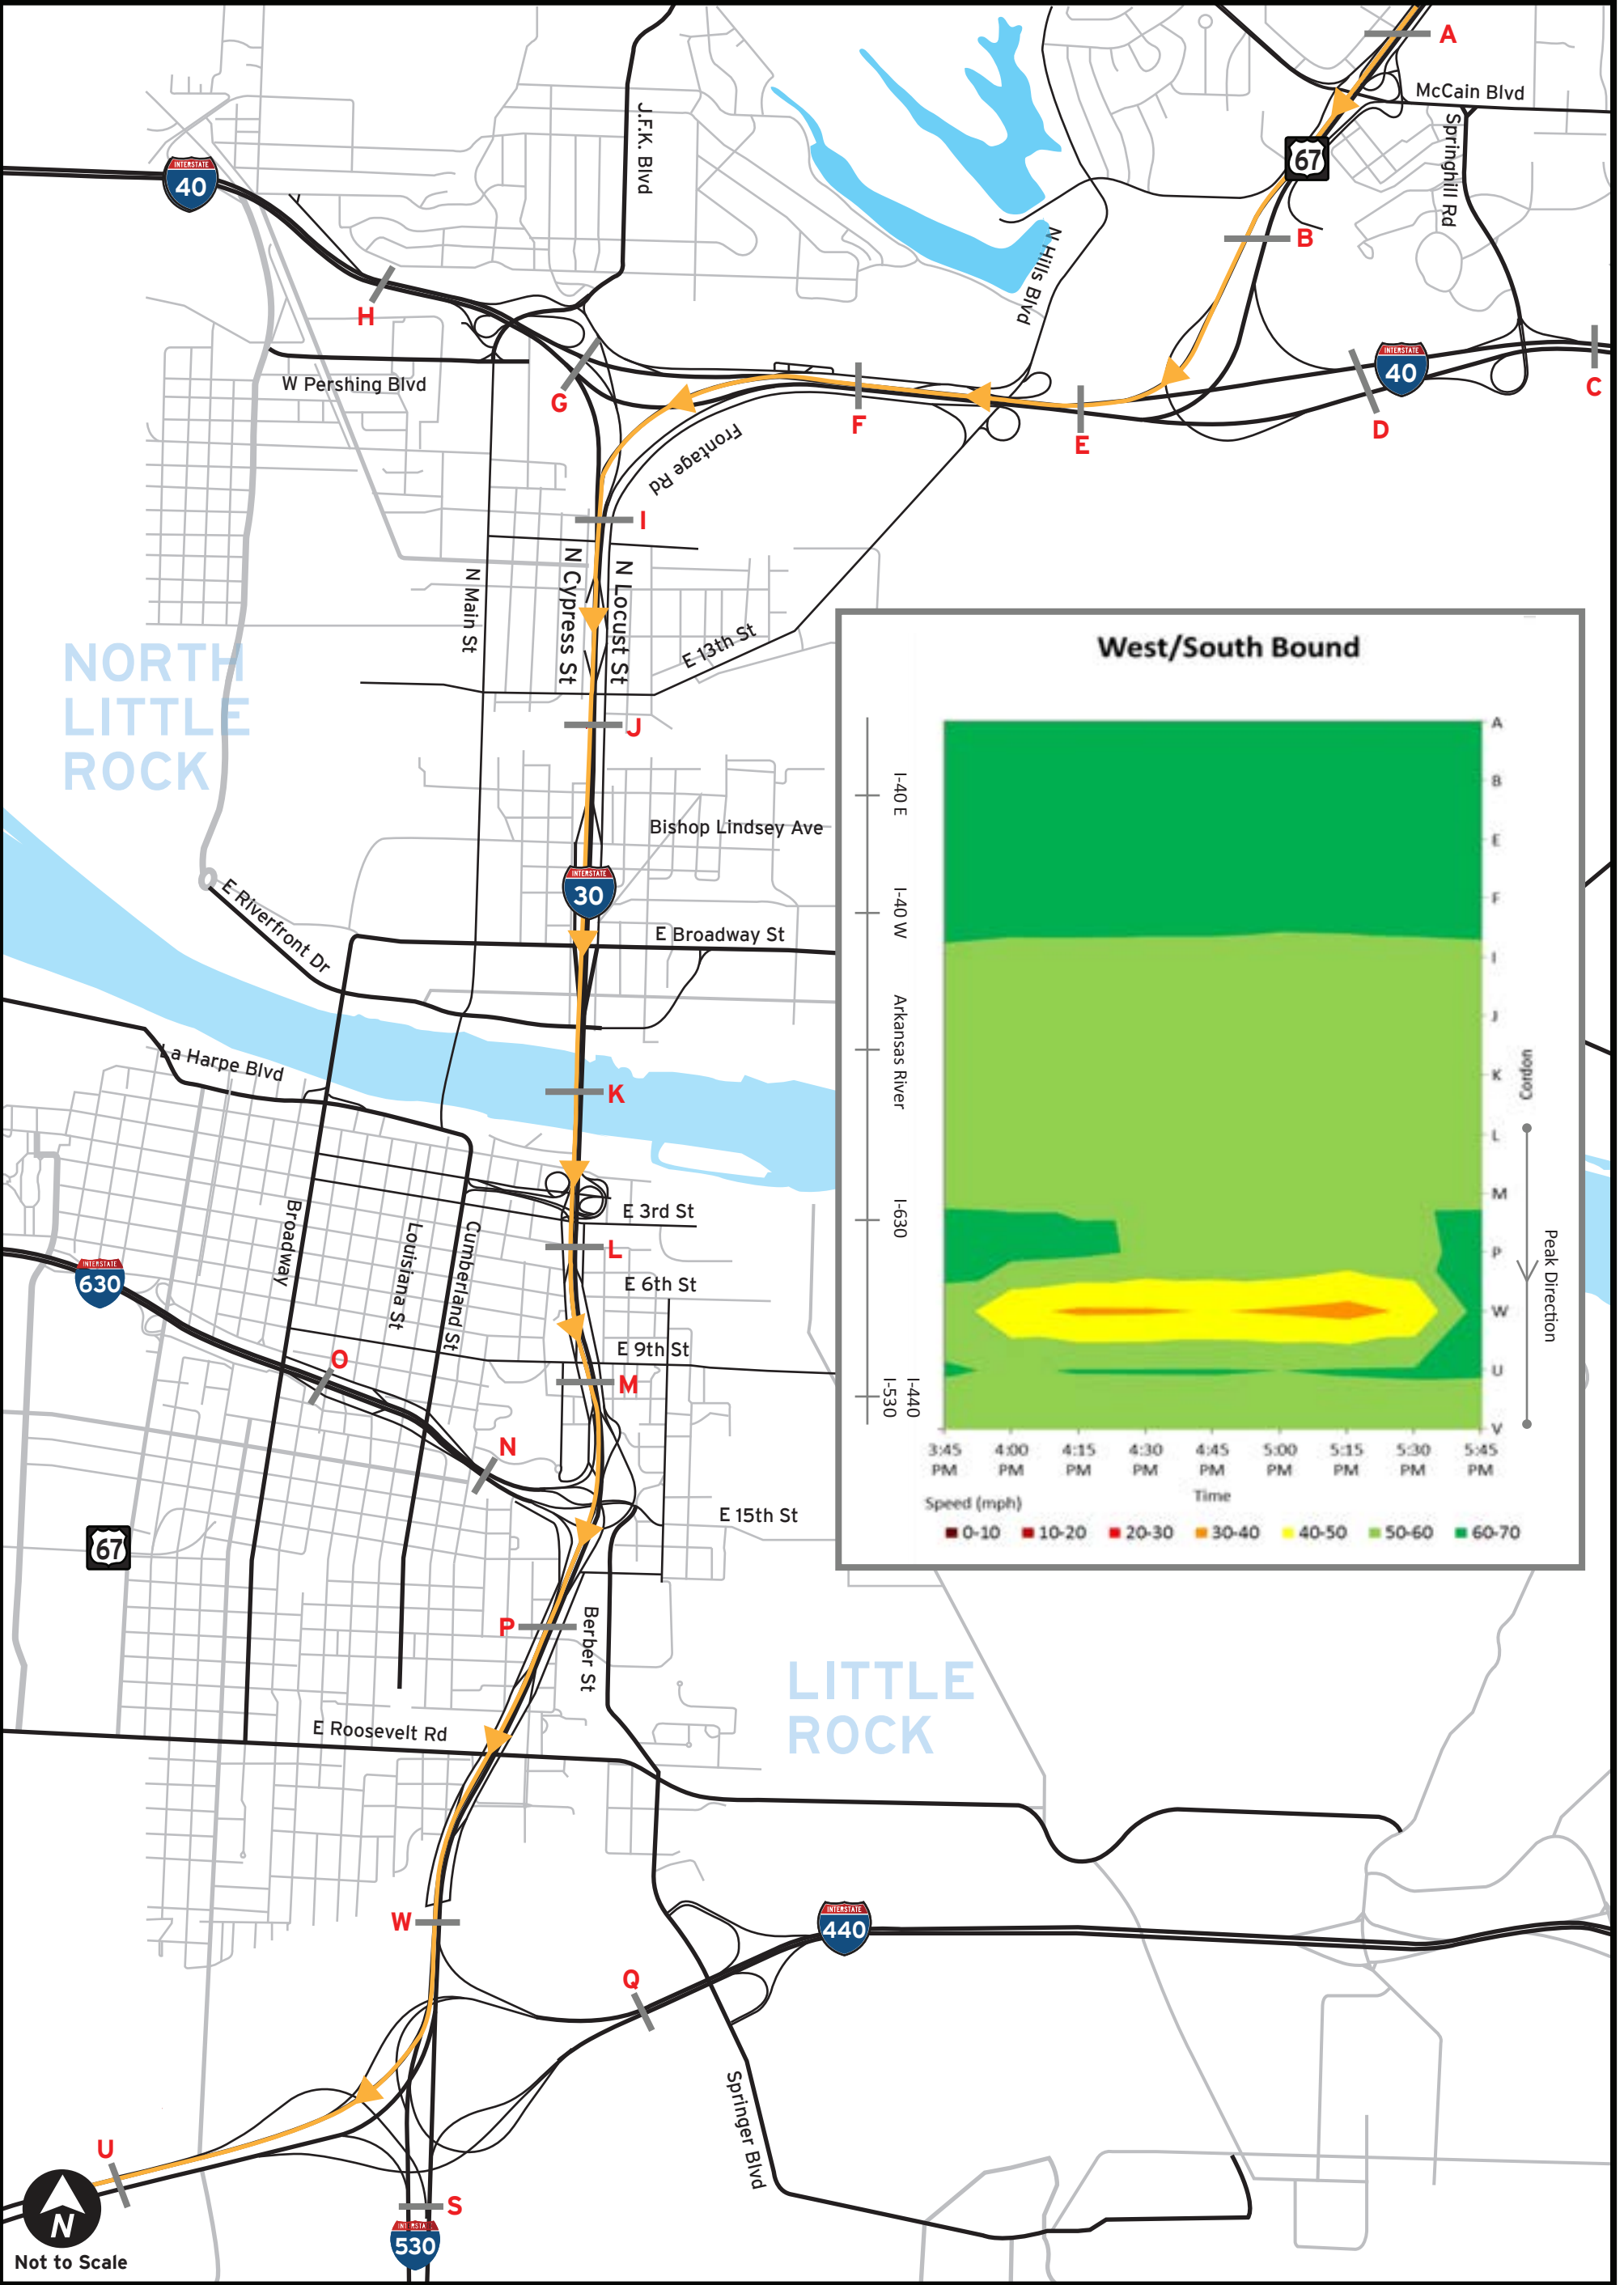 A
McCain Blvd
J.F.K. Blvd
Springhill Rd
67
INTERSTATE
40
B
N Hills Blvd
H
INTERSTATE
40
C
W Pershing Blvd
G
F
E
D
Frontage Rd
I
N Main St
N Cypress St
N Locust St
E 13th St
NORTH
LITTLE
ROCK
J
Bishop Lindsey Ave
INTERSTATE
30
E Riverfront Dr
E Broadway St
La Harpe Blvd
K
E 3rd St
Broadway
Louisiana St
Cumberland St
L
INTERSTATE
630
E 6th St
E 9th St
O
M
N
E 15th St
67
P
Berber St
LITTLE
ROCK
E Roosevelt Rd
W
INTERSTATE
440
Q
Springer Blvd
U
S
INTERSTATE
530
N
Not to Scale
West/South Bound
I-40 E
I-40 W
Arkansas River
I-630
I-530
I-440
A
B
E
F
I
J
K
L
M
P
W
U
V
Cordon
Peak Direction
3:45 PM
4:00 PM
4:15 PM
4:30 PM
4:45 PM
5:00 PM
5:15 PM
5:30 PM
5:45 PM
Time
Speed (mph)
0-10 10-20 20-30 30-40 40-50 50-60 60-70